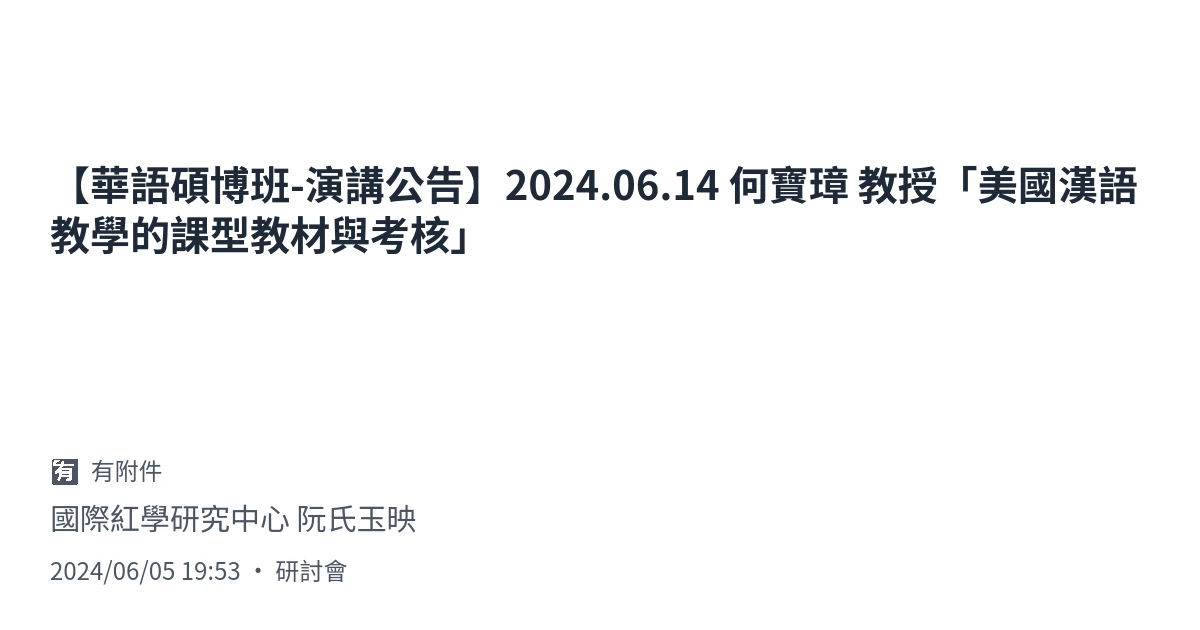 【華語碩博班-演講公告】2024.06.14 何寶璋 教授「美國漢語
教學的課型教材與考核」
有 有附件
國際紅學研究中心 阮氏玉映
2024/06/05 19:53 • 研討會